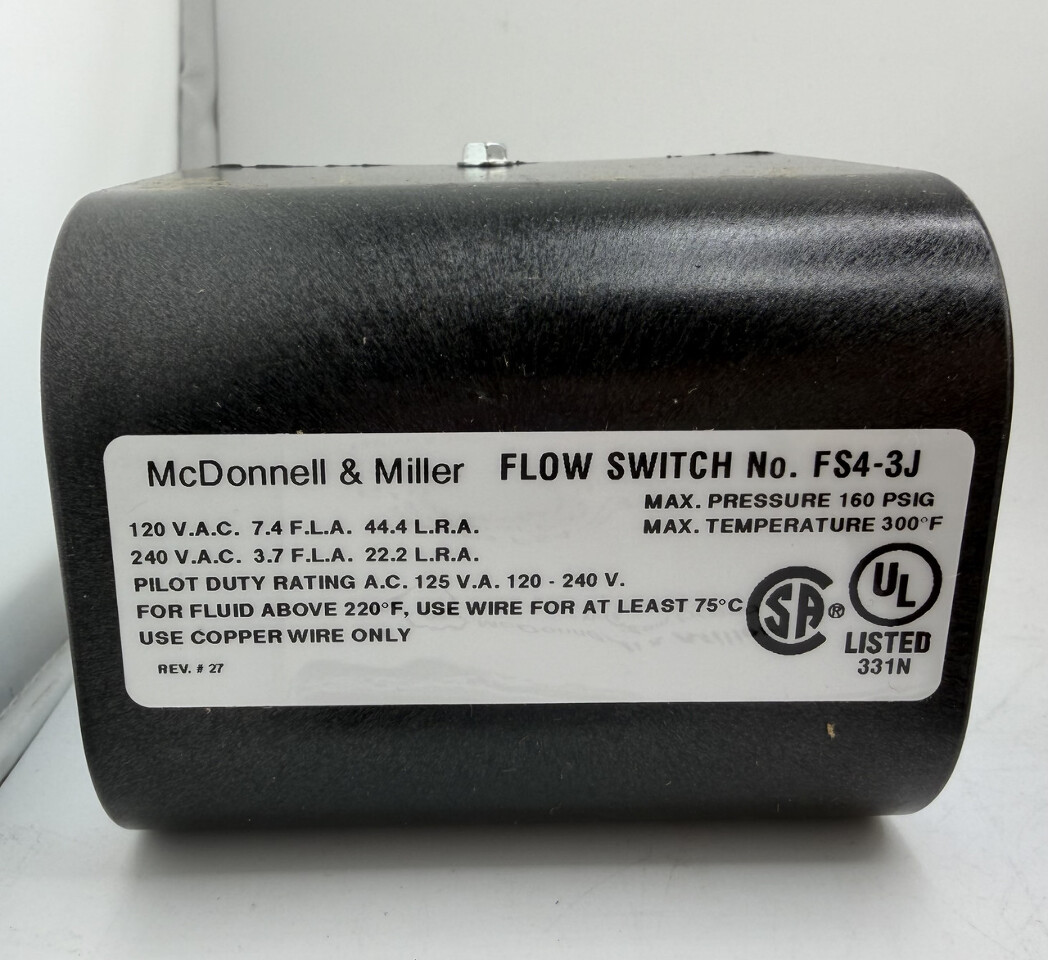 McDonnell & Miller FLOW SWITCH No. FS4-3J
MAX. PRESSURE 160 PSIG
120 V.A.C. 7.4 F.L.A. 44.4 L.R.A. MAX. TEMPERATURE 300°F
240 V.A.C. 3.7 F.L.A. 22.2 L.R.A.
PILOT DUTY RATING A.C. 125 V.A. 120 - 240 V.
FOR FLUID ABOVE 220°F, USE WIRE FOR AT LEAST 75°C
USE COPPER WIRE ONLY
REV. # 27
SA®
UL
LISTED
331N